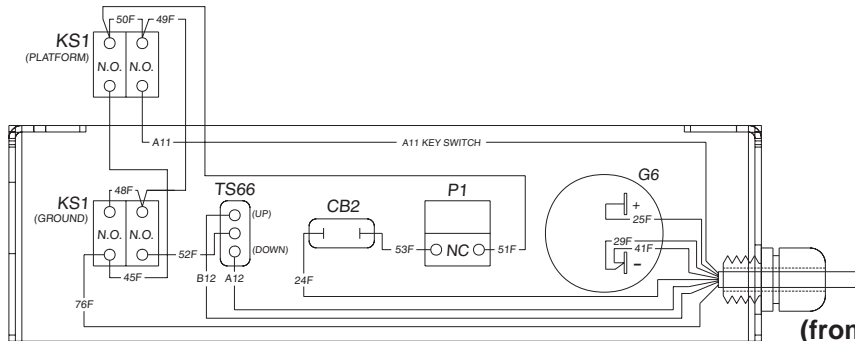 50F 49F
KS1
(PLATFORM)
N.O. N.O.
A11
A11 KEY SWITCH
KS1
(GROUND)
48F
N.O. N.O.
52F
45F
76F
TS66
(UP)
(DOWN)
B12 A12
CB2
24F
53F
P1
NC
51F
G6
+
25F
29F
41F
-
(from